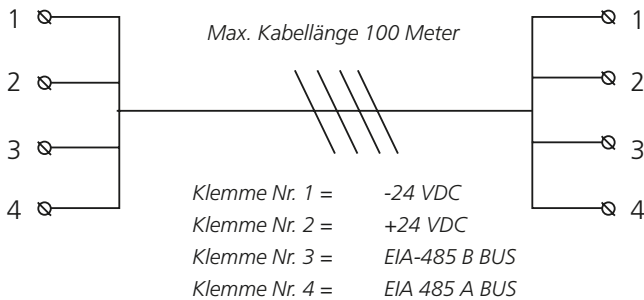 1 Max. Kabellänge 100 Meter 1
2 2
3 3
4 4
Klemme Nr. 1 = -24 VDC
Klemme Nr. 2 = +24 VDC
Klemme Nr. 3 = EIA-485 B BUS
Klemme Nr. 4 = EIA 485 A BUS